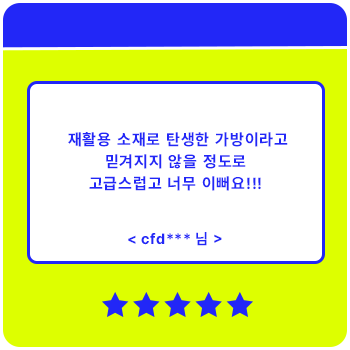 재활용 소재로 탄생한 가방이라고
믿겨지지 않을 정도로
고급스럽고 너무 이뻐요!!!
< cfd*** 님 >